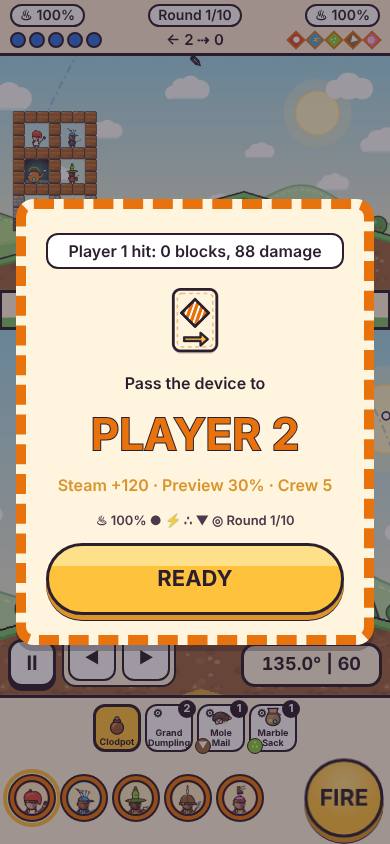 ♨ 100%
Round 1/10
♨ 100%
← 2 ⇢ 0
Player 1 hit: 0 blocks, 88 damage
Pass the device to
PLAYER 2
Steam +120 · Preview 30% · Crew 5
♨ 100% ● ⚡ ∴ ▼ ◎ Round 1/10
READY
135.0° | 60
Clodpot
2
Grand
Dumpling
1
Mole
Mail
1
Marble
Sack
FIRE